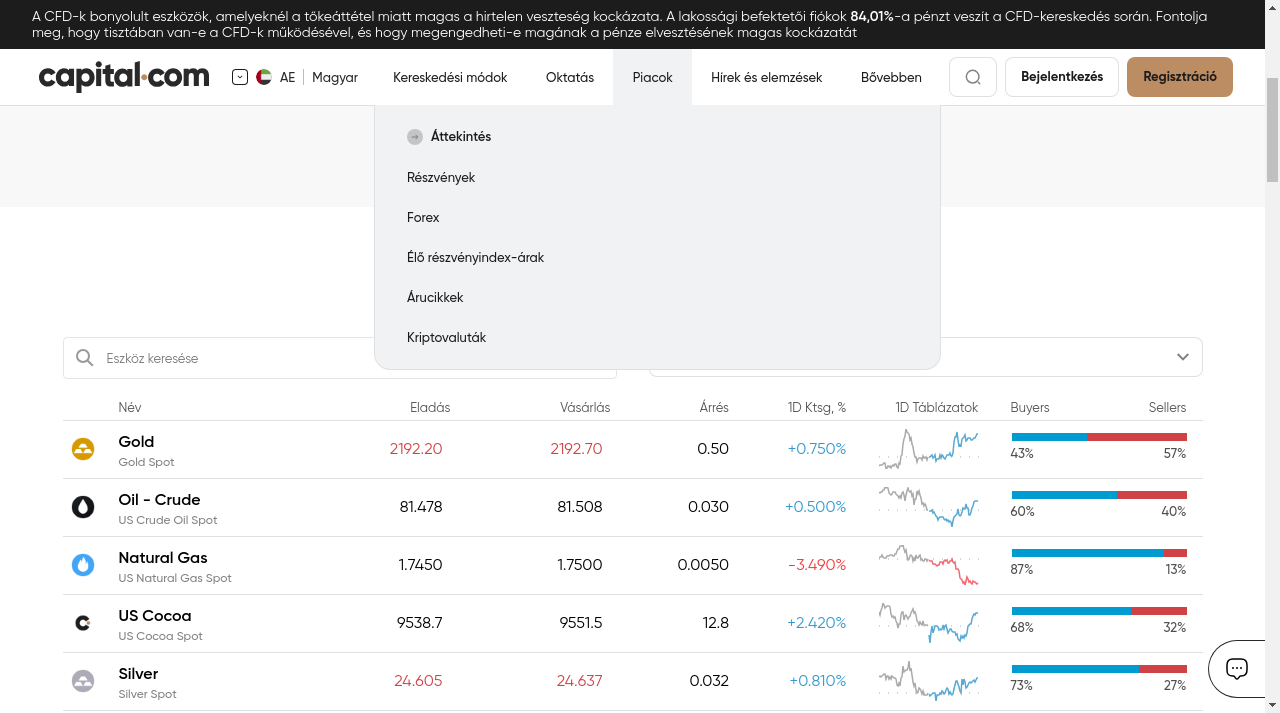 A CFD-k bonyolult eszközök, amelyeknél a tőkeáttétel miatt magas a hirtelen veszteség kockázata. A lakossági befektetői fiókok 84,01%-a pénzt veszít a CFD-kereskedés során. Fontolja
meg, hogy tisztában van-e a CFD-k működésével, és hogy megengedheti-e magának a pénze elvesztésének magas kockázatát
capital.com AE Magyar Kereskedési módok Oktatás Piacok Hírek és elemzések Bővebben Bejelentkezés Regisztráció
Áttekintés
Részvények
Forex
Élő részvényindex-árak
Árucikkek
Kriptovaluták
Eszköz keresése
Név Eladás Vásárlás Árrés 1D Ktsg, % 1D Táblázatok Buyers Sellers
Gold 2192.20 2192.70 0.50 +0.750%
Gold Spot 43% 57%
Oil - Crude 81.478 81.508 0.030 +0.500%
US Crude Oil Spot 60% 40%
Natural Gas 1.7450 1.7500 0.0050 -3.490%
US Natural Gas Spot 87% 13%
US Cocoa 9538.7 9551.5 12.8 +2.420%
US Cocoa Spot 68% 32%
Silver 24.605 24.637 0.032 +0.810%
Silver Spot 73% 27%